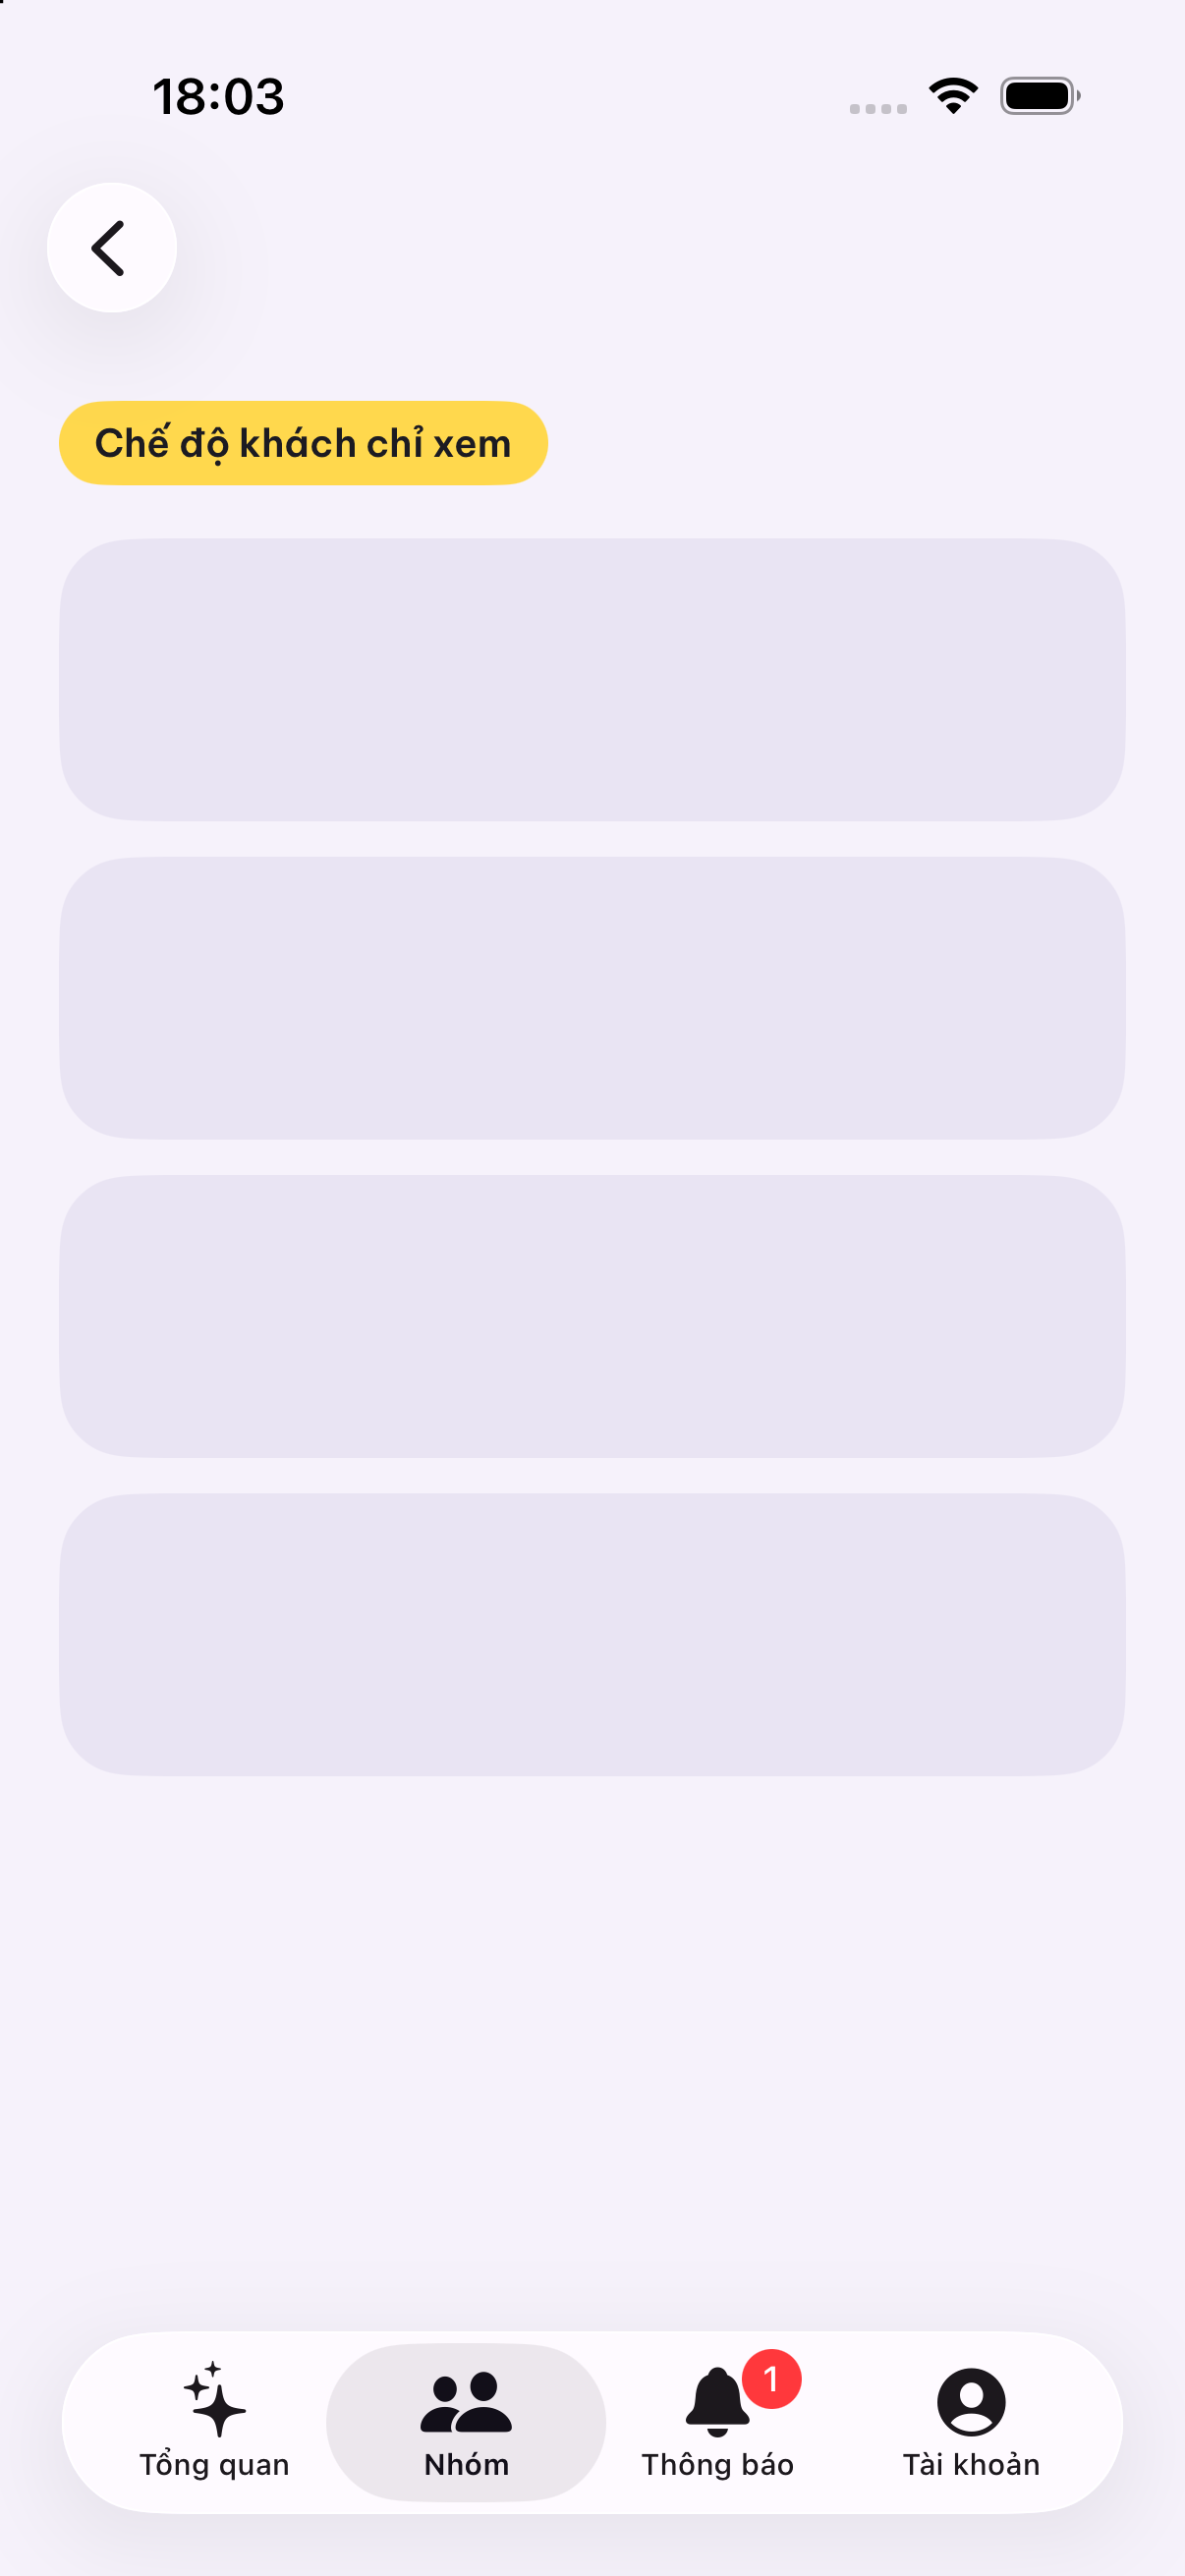 18:03
Chế độ khách chỉ xem
1
Tổng quan
Nhóm
Thông báo
Tài khoản